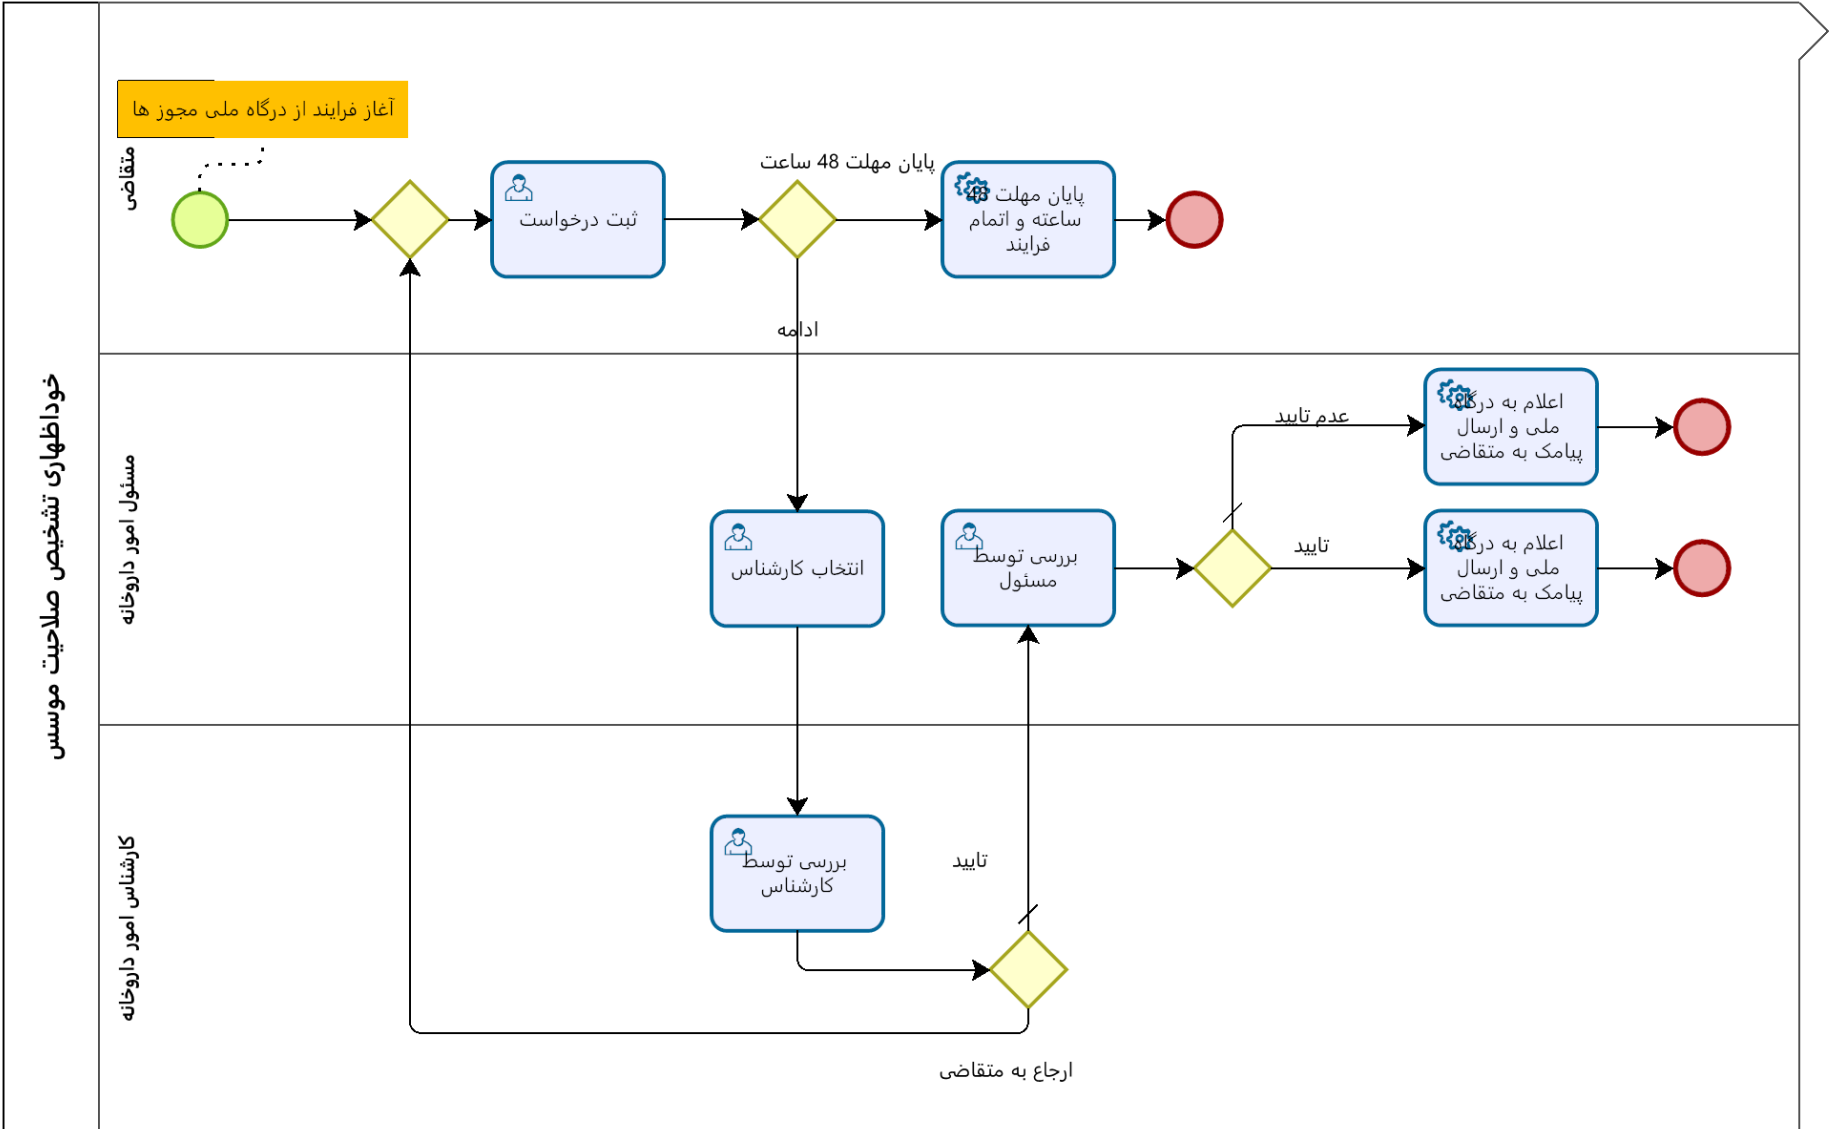 خوداظهاری تشخیص صلاحیت موسس
متقاضی
آغاز فرایند از درگاه ملی مجوز ها
ثبت درخواست
پایان مهلت 48 ساعت
پایان مهلت 48
ساعته و اتمام
فرایند
ادامه
مسئول امور داروخانه
انتخاب کارشناس
بررسی توسط
مسئول
عدم تایید
اعلام به درگاه
ملی و ارسال
پیامک به متقاضی
تایید
اعلام به درگاه
ملی و ارسال
پیامک به متقاضی
کارشناس امور داروخانه
بررسی توسط
کارشناس
تایید
ارجاع به متقاضی